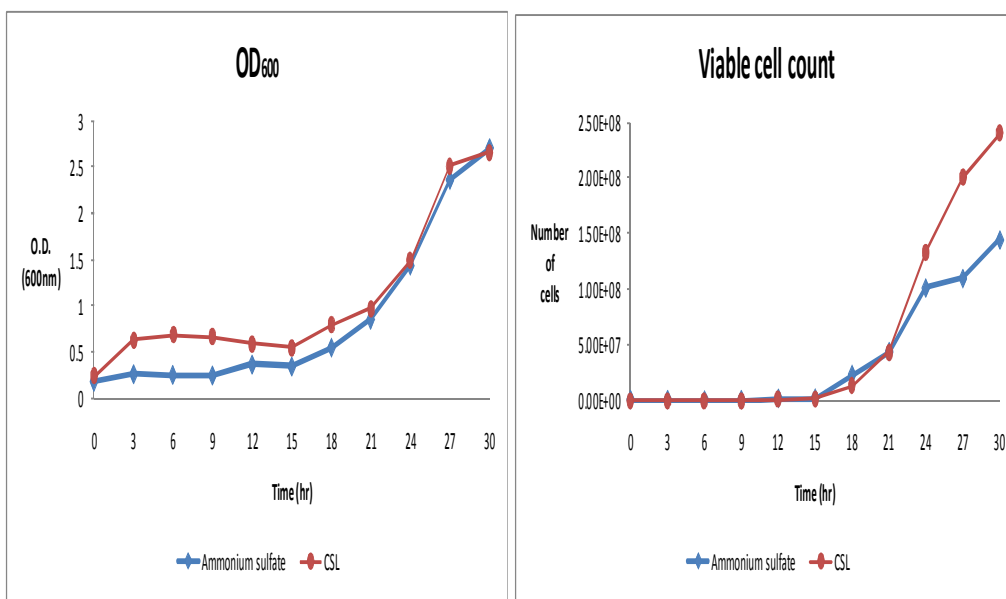 OD600
3
2.5
2
1.5
1
0.5
0
O.D.
(600nm)
0 3 6 9 12 15 18 21 24 27 30
Time (hr)
Ammonium sulfate CSL
Viable cell count
2.50E+08
2.00E+08
1.50E+08
1.00E+08
5.00E+07
0.00E+00
Number
of
cells
0 3 6 9 12 15 18 21 24 27 30
Time (hr)
Ammonium sulfate CSL